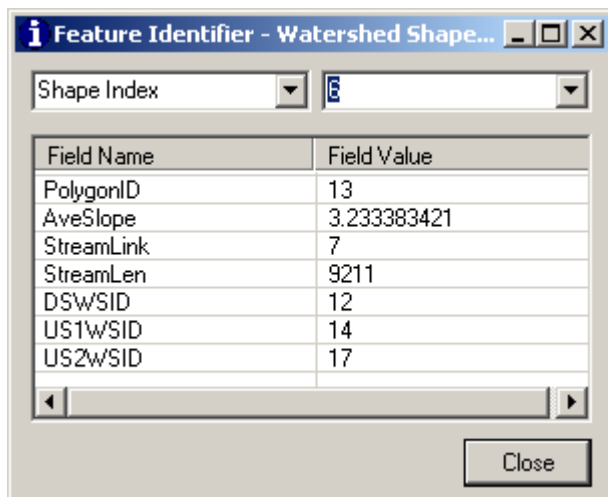 Feature Identifier - Watershed Shape...
Shape Index 6
Field Name Field Value
PolygonID 13
AveSlope 3.233383421
StreamLink 7
StreamLen 9211
DSWSID 12
US1WSID 14
US2WSID 17
Close